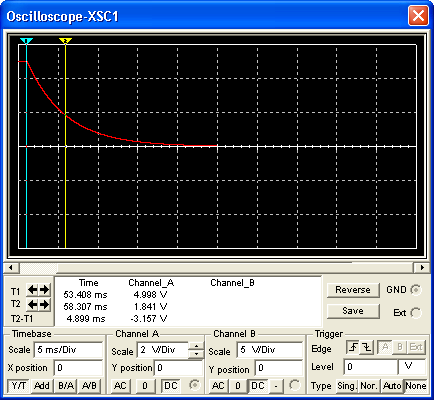 Oscilloscope-XSC1
1 2
Time Channel_A Channel_B
T1 53.408 ms 4.998 V
T2 58.307 ms 1.841 V
T2-T1 4.899 ms -3.157 V
Reverse GND
Save Ext
Timebase Channel A Channel B Trigger
Scale 5 ms/Div Scale 2 V/Div Scale 5 V/Div Edge A B Ext
X position 0 Y position 0 Y position 0 Level 0 V
Y/T Add B/A A/B AC 0 DC AC 0 DC - Type Sing. Nor. Auto None